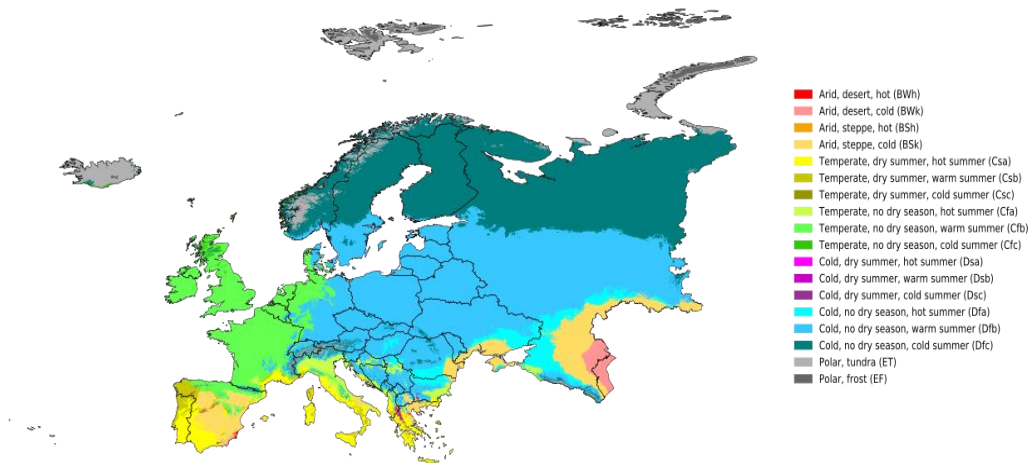 Arid, desert, hot (BWh)
Arid, desert, cold (BWk)
Arid, steppe, hot (BSh)
Arid, steppe, cold (BSk)
Temperate, dry summer, hot summer (Csa)
Temperate, dry summer, warm summer (Csb)
Temperate, dry summer, cold summer (Csc)
Temperate, no dry season, hot summer (Cfa)
Temperate, no dry season, warm summer (Cfb)
Temperate, no dry season, cold summer (Cfc)
Cold, dry summer, hot summer (Dsa)
Cold, dry summer, warm summer (Dsb)
Cold, dry summer, cold summer (Dsc)
Cold, no dry season, hot summer (Dfa)
Cold, no dry season, warm summer (Dfb)
Cold, no dry season, cold summer (Dfc)
Polar, tundra (ET)
Polar, frost (EF)